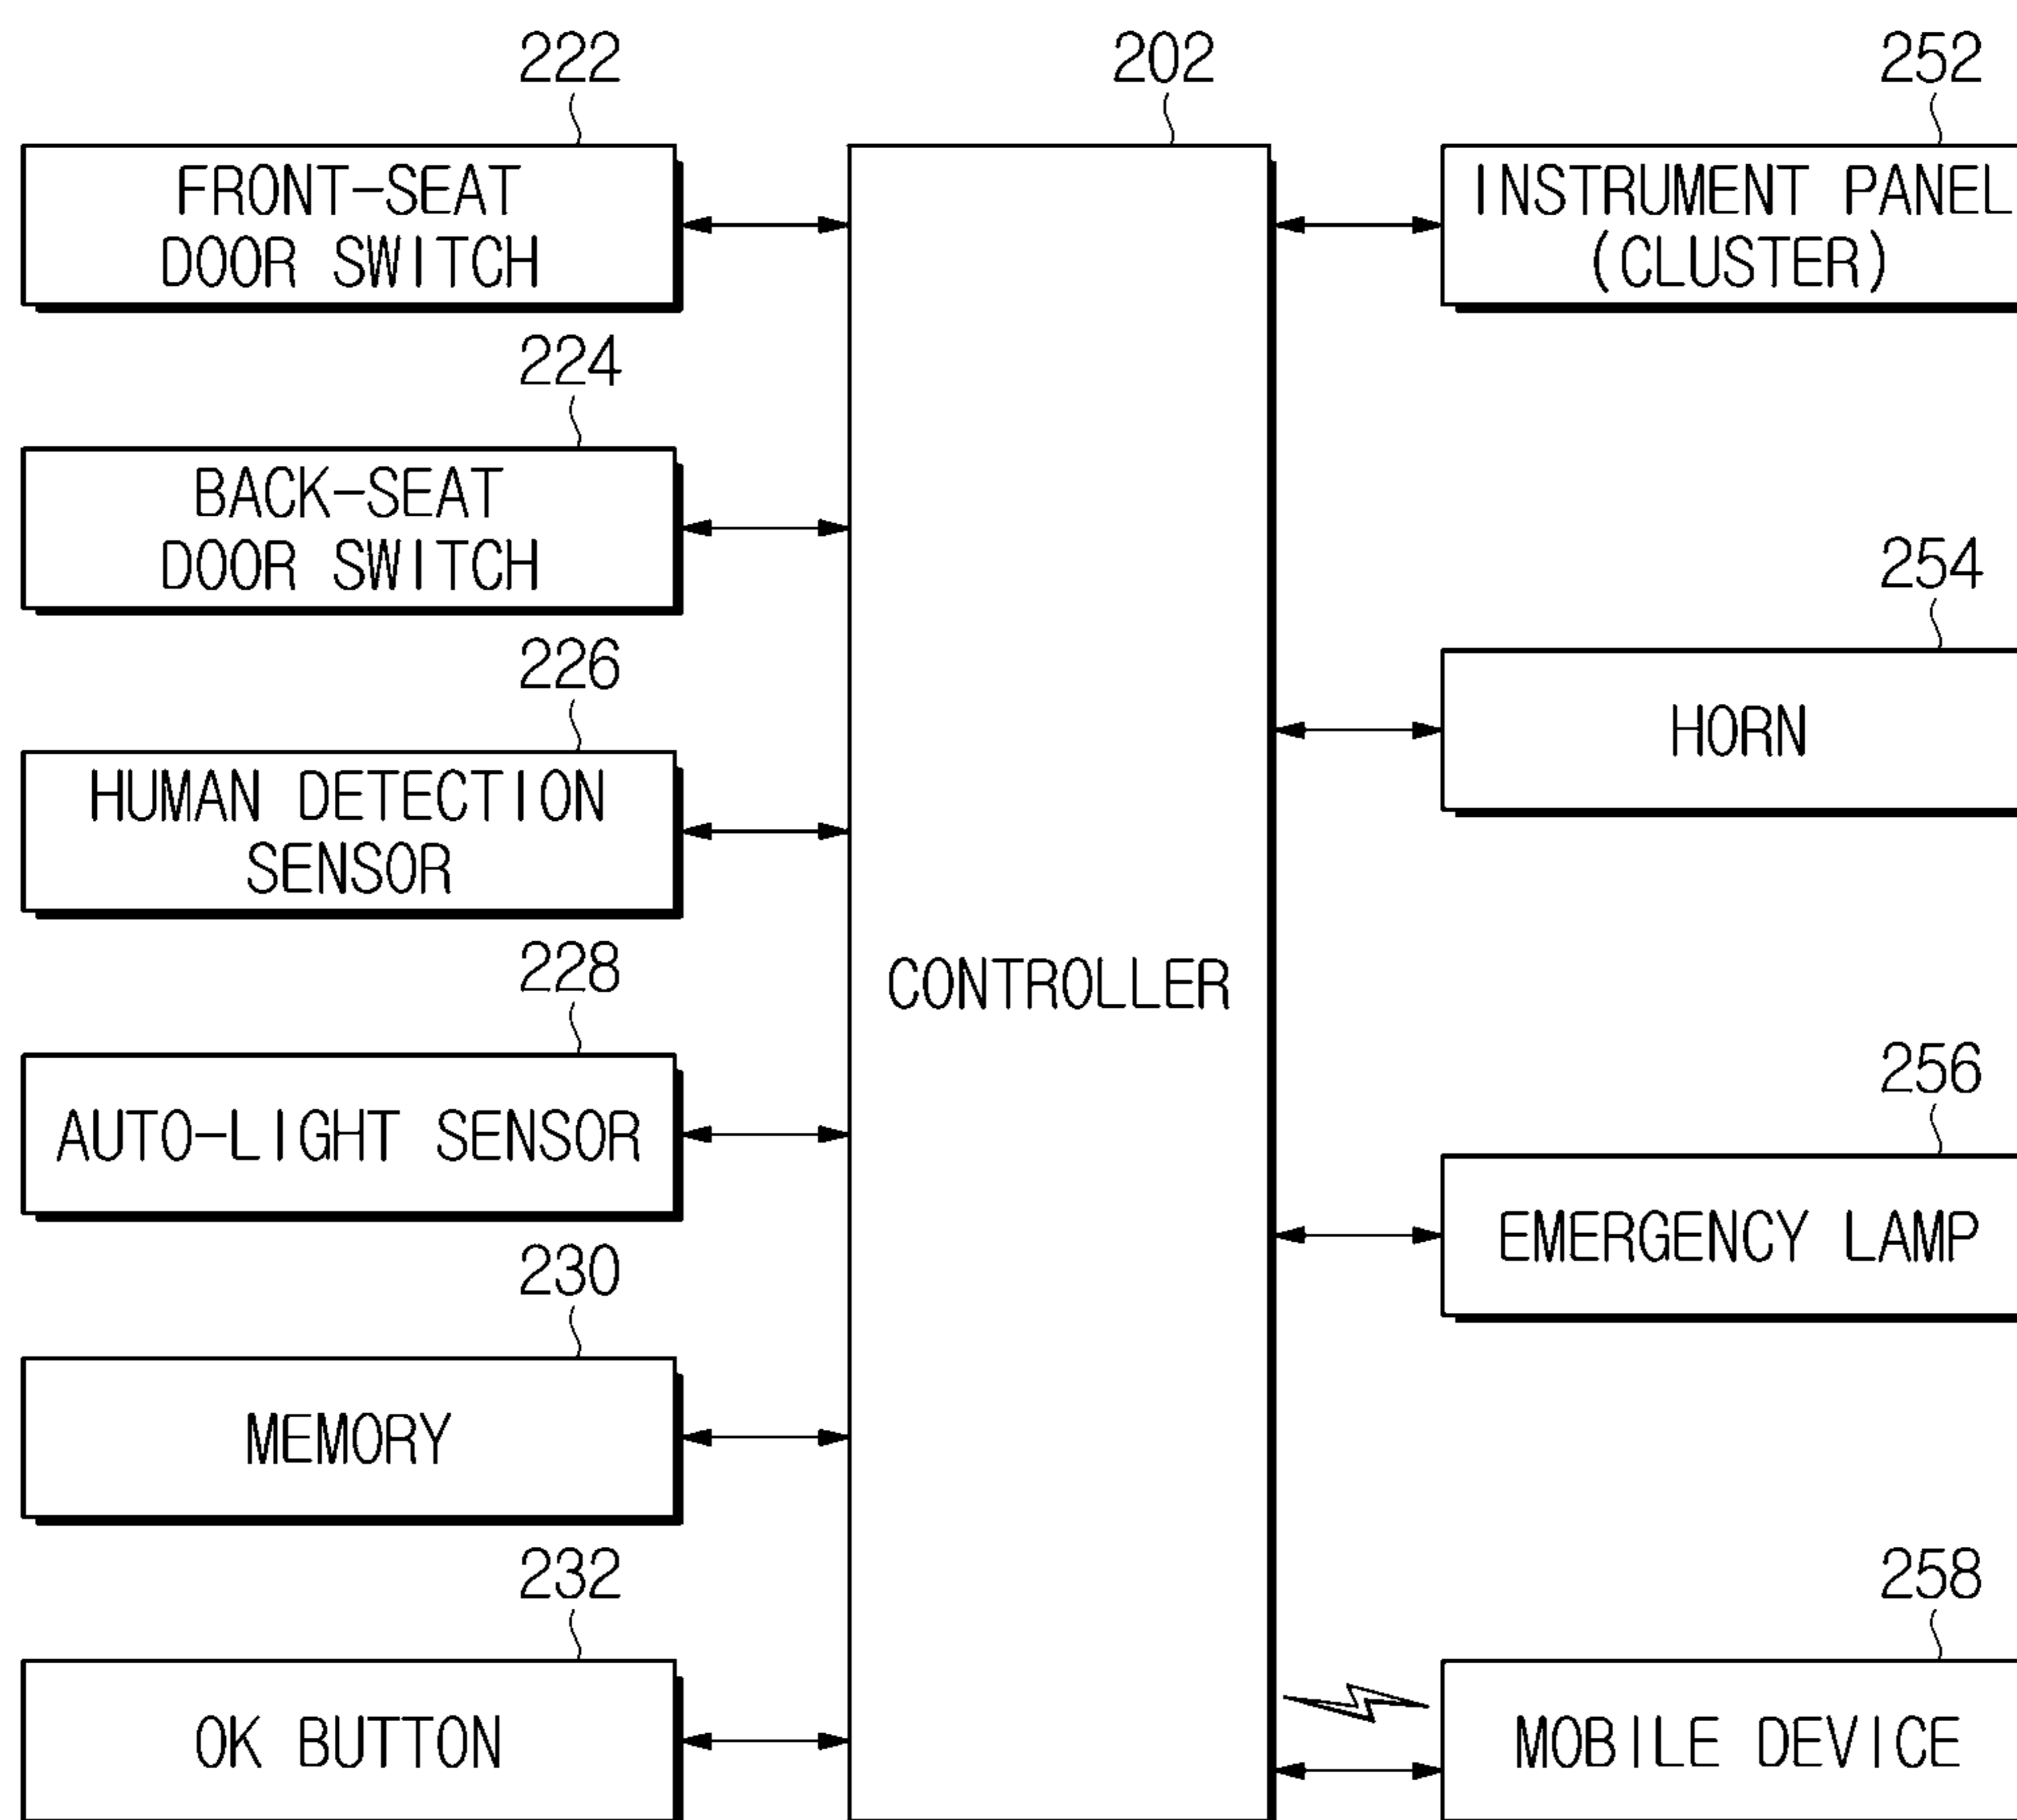 222
FRONT-SEAT
DOOR SWITCH
224
BACK-SEAT
DOOR SWITCH
226
HUMAN DETECTION
SENSOR
228
AUTO-LIGHT SENSOR
230
MEMORY
232
OK BUTTON
202
CONTROLLER
252
INSTRUMENT PANEL
(CLUSTER)
254
HORN
256
EMERGENCY LAMP
258
MOBILE DEVICE